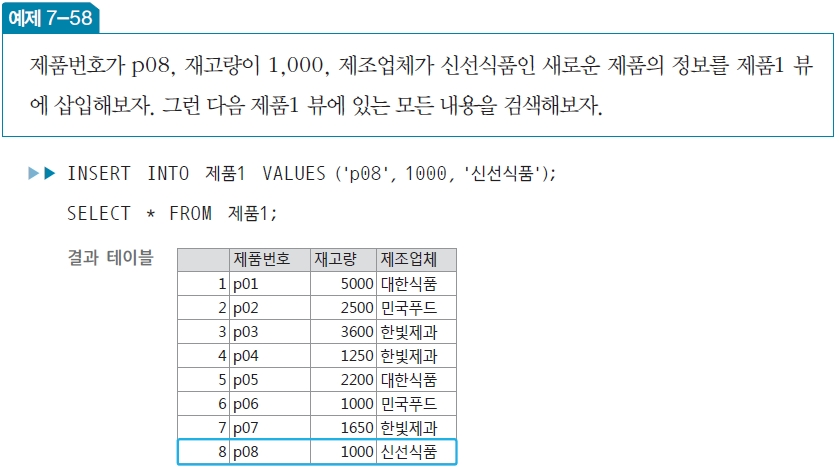 예제 7-58
제품번호가 p08, 재고량이 1,000, 제조업체가 신선식품인 새로운 제품의 정보를 제품1 뷰
에 삽입해보자. 그런 다음 제품1 뷰에 있는 모든 내용을 검색해보자.
▶▶ INSERT INTO 제품1 VALUES ('p08', 1000, '신선식품');
SELECT * FROM 제품1;
결과 테이블
제품번호 재고량 제조업체
1 p01 5000 대한식품
2 p02 2500 민국푸드
3 p03 3600 한빛제과
4 p04 1250 한빛제과
5 p05 2200 대한식품
6 p06 1000 민국푸드
7 p07 1650 한빛제과
8 p08 1000 신선식품